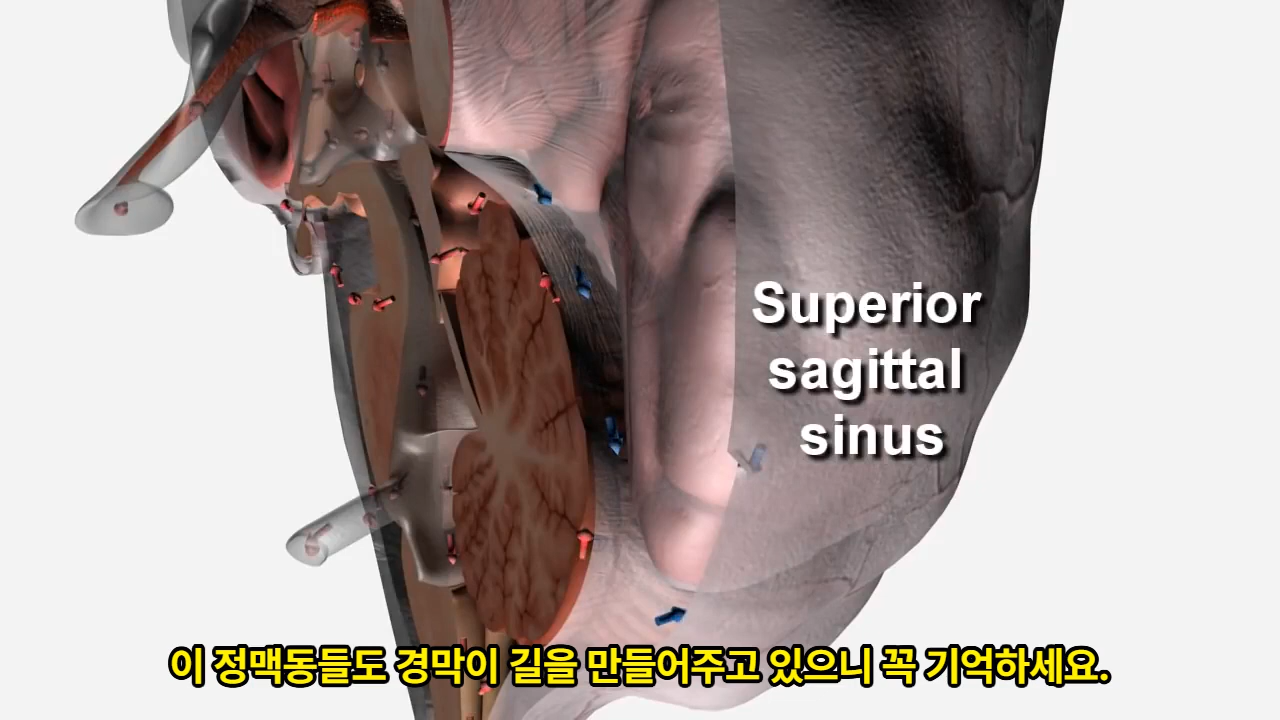 Superior
sagittal
sinus
이 정맥동들도 경막이 길을 만들어주고 있으니 꼭 기억하세요.